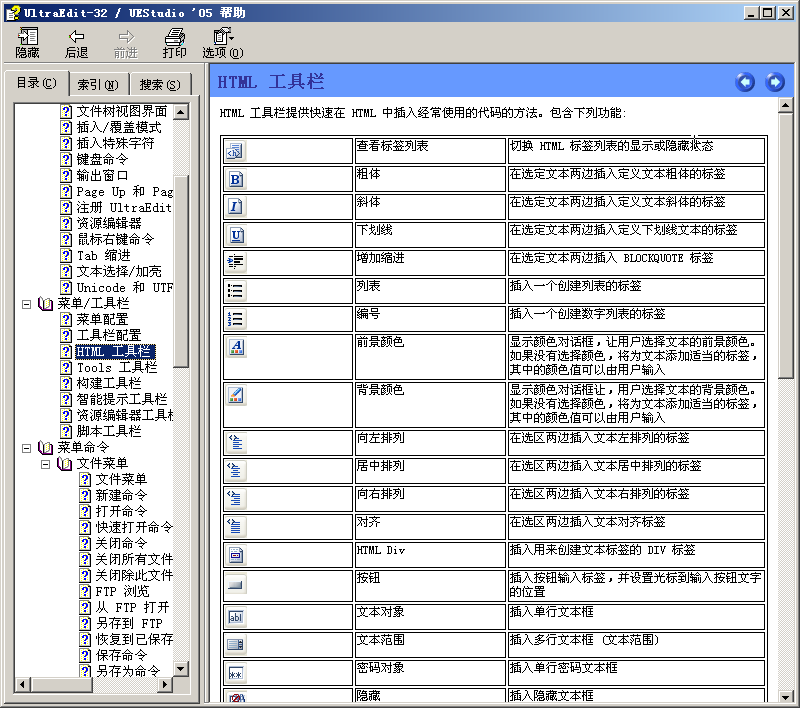 UltraEdit-32 / UEStudio '05 帮助
隐藏 后退 前进 打印 选项(O)
目录(C) 索引(N) 搜索(S)
文件树视图界面
插入/覆盖模式
插入特殊字符
键盘命令
输出窗口
Page Up 和 Pag
注册 UltraEdit
资源编辑器
鼠标右键命令
Tab 缩进
文本选择/加亮
Unicode 和 UTF
菜单/工具栏
菜单配置
工具栏配置
HTML 工具栏
Tools 工具栏
构建工具栏
智能提示工具栏
资源编辑器工具栏
脚本工具栏
菜单命令
文件菜单
文件菜单
新建命令
打开命令
快速打开命令
关闭命令
关闭所有文件
关闭除此文件
FTP 浏览
从 FTP 打开
另存到 FTP
恢复到已保存
保存命令
另存为命令
HTML 工具栏
HTML 工具栏提供快速在 HTML 中插入经常使用的代码的方法。包含下列功能:
查看标签列表 切换 HTML 标签列表的显示或隐藏状态
粗体 在选定文本两边插入定义文本粗体的标签
斜体 在选定文本两边插入定义文本斜体的标签
下划线 在选定文本两边插入定义下划线文本的标签
增加缩进 在选定文本两边插入 BLOCKQUOTE 标签
列表 插入一个创建列表的标签
编号 插入一个创建数字列表的标签
前景颜色 显示颜色对话框，让用户选择文本的前景颜色。
如果没有选择颜色，将为文本添加适当的标签，
其中的颜色值可以由用户输入
背景颜色 显示颜色对话框让，用户选择文本的背景颜色。
如果没有选择颜色，将为文本添加适当的标签，
其中的颜色值可以由用户输入
向左排列 在选区两边插入文本左排列的标签
居中排列 在选区两边插入文本居中排列的标签
向右排列 在选区两边插入文本右排列的标签
对齐 在选区两边插入文本对齐标签
HTML Div 插入用来创建文本标签的 DIV 标签
按钮 插入按钮输入标签，并设置光标到输入按钮文字
的位置
文本对象 插入单行文本框
文本范围 插入多行文本框 (文本范围)
密码对象 插入单行密码文本框
隐藏 插入隐藏文本框